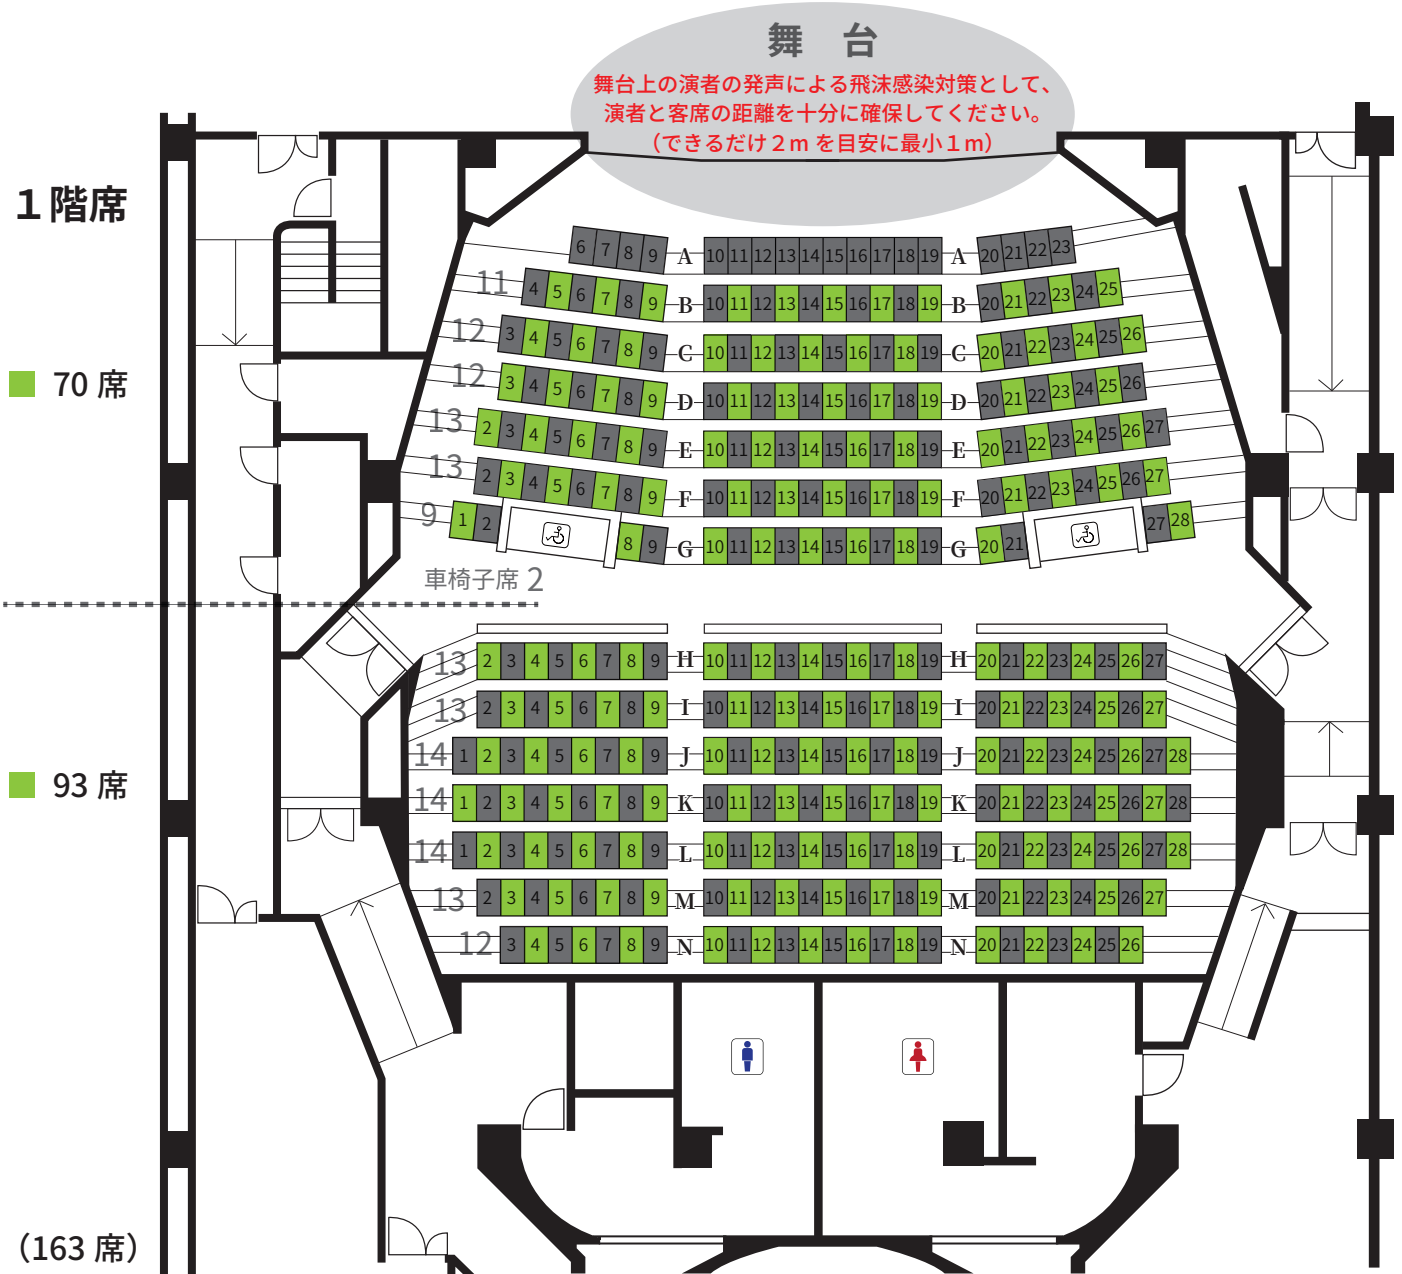 舞 台
舞台上の演者の発声による飛沫感染対策として、
演者と客席の距離を十分に確保してください。
（できるだけ２m を目安に最小１m）
１階席
6 7 8 9 A 10 11 12 13 14 15 16 17 18 19 A 20 21 22 23
11 4 5 6 7 8 9 B 10 11 12 13 14 15 16 17 18 19 B 20 21 22 23 24 25
12 3 4 5 6 7 8 9 C 10 11 12 13 14 15 16 17 18 19 C 20 21 22 23 24 25 26
70 席
12 3 4 5 6 7 8 9 D 10 11 12 13 14 15 16 17 18 19 D 20 21 22 23 24 25 26
13 2 3 4 5 6 7 8 9 E 10 11 12 13 14 15 16 17 18 19 E 20 21 22 23 24 25 26 27
13 2 3 4 5 6 7 8 9 F 10 11 12 13 14 15 16 17 18 19 F 20 21 22 23 24 25 26 27
9 1 2 8 9 G 10 11 12 13 14 15 16 17 18 19 G 20 21 27 28
車椅子席 2
13 2 3 4 5 6 7 8 9 H 10 11 12 13 14 15 16 17 18 19 H 20 21 22 23 24 25 26 27
13 2 3 4 5 6 7 8 9 I 10 11 12 13 14 15 16 17 18 19 I 20 21 22 23 24 25 26 27
14 1 2 3 4 5 6 7 8 9 J 10 11 12 13 14 15 16 17 18 19 J 20 21 22 23 24 25 26 27 28
93 席
14 1 2 3 4 5 6 7 8 9 K 10 11 12 13 14 15 16 17 18 19 K 20 21 22 23 24 25 26 27 28
14 1 2 3 4 5 6 7 8 9 L 10 11 12 13 14 15 16 17 18 19 L 20 21 22 23 24 25 26 27 28
13 2 3 4 5 6 7 8 9 M 10 11 12 13 14 15 16 17 18 19 M 20 21 22 23 24 25 26 27
12 3 4 5 6 7 8 9 N 10 11 12 13 14 15 16 17 18 19 N 20 21 22 23 24 25 26
（163 席）